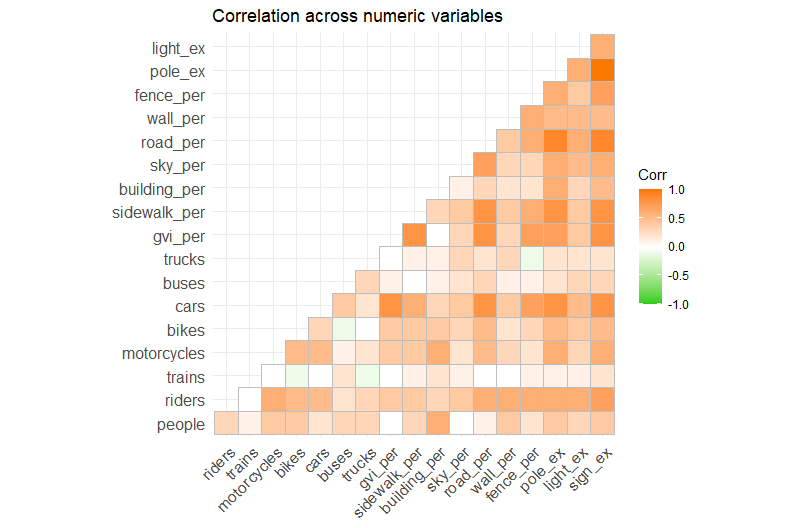 Correlation across numeric variables
light_ex
pole_ex
fence_per
wall_per
road_per
sky_per
building_per
sidewalk_per
gvi_per
trucks
buses
cars
bikes
motorcycles
trains
riders
people
riders
trains
motorcycles
bikes
cars
buses
trucks
gvi_per
sidewalk_per
building_per
sky_per
road_per
wall_per
fence_per
pole_ex
light_ex
sign_ex
Corr
1.0
0.5
0.0
-0.5
-1.0